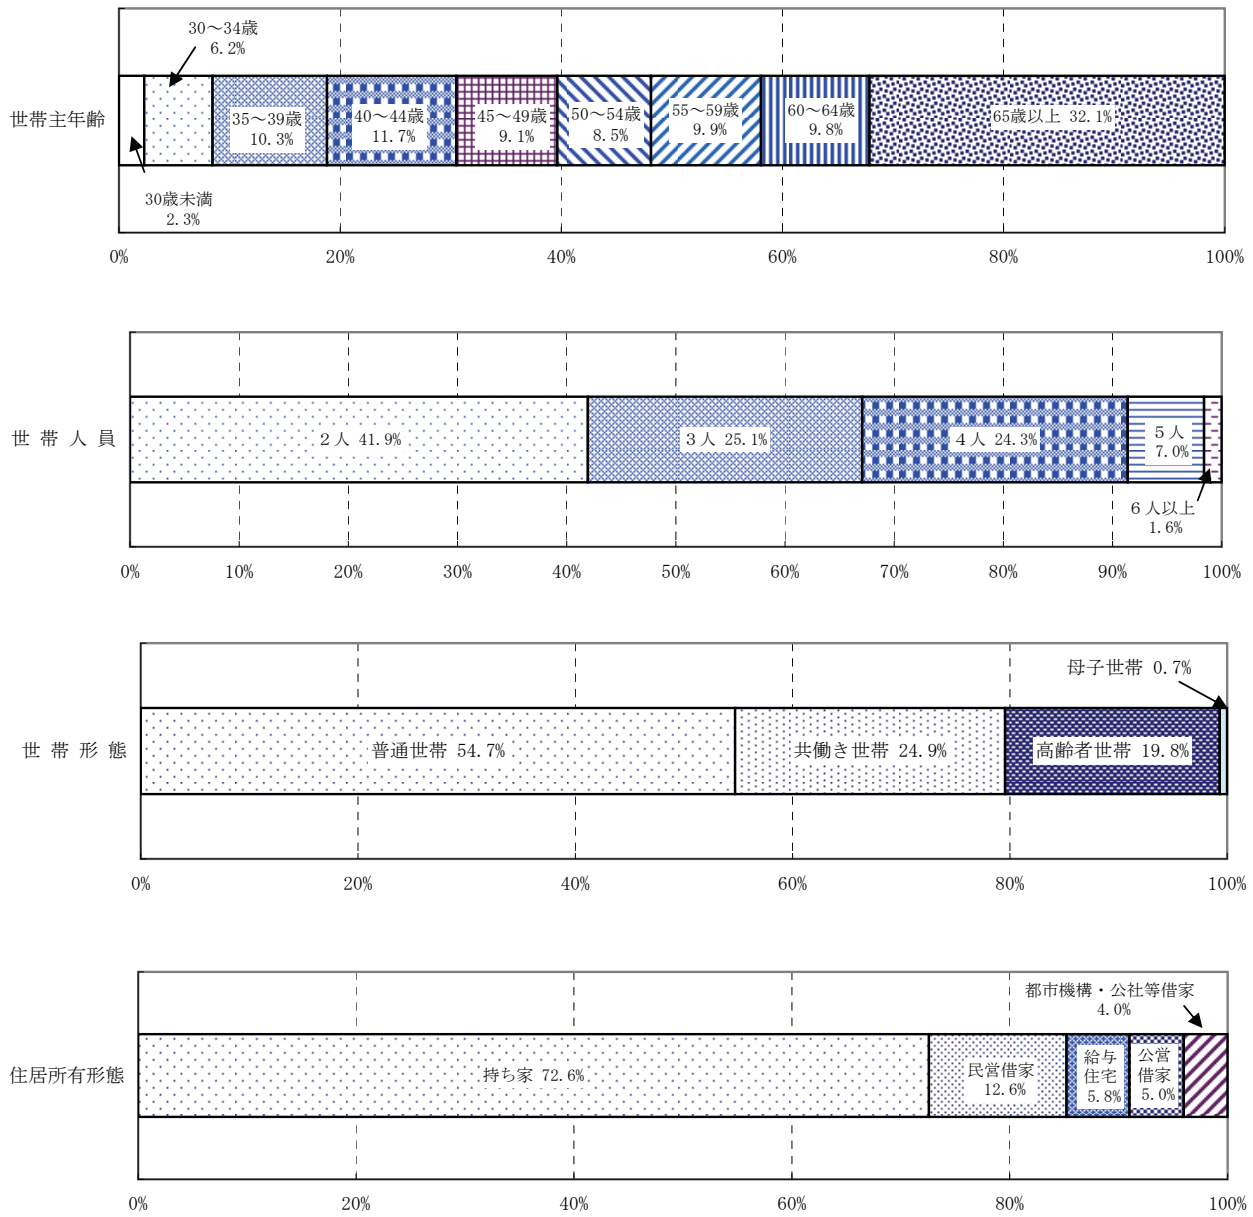 30～34歳
6.2%
世帯主年齢
35～39歳
10.3%
40～44歳
11.7%
45～49歳
9.1%
50～54歳
8.5%
55～59歳
9.9%
60～64歳
9.8%
65歳以上 32.1%
30歳未満
2.3%
0% 20% 40% 60% 80% 100%
世 帯 人 員
２人 41.9%
３人 25.1%
４人 24.3%
５人
7.0%
６人以上
1.6%
0% 10% 20% 30% 40% 50% 60% 70% 80% 90% 100%
母子世帯 0.7%
世 帯 形 態
普通世帯 54.7%
共働き世帯 24.9%
高齢者世帯 19.8%
0% 20% 40% 60% 80% 100%
都市機構・公社等借家
4.0%
住居所有形態
持ち家 72.6%
民営借家
12.6%
給与
住宅
5.8%
公営
借家
5.0%
0% 20% 40% 60% 80% 100%